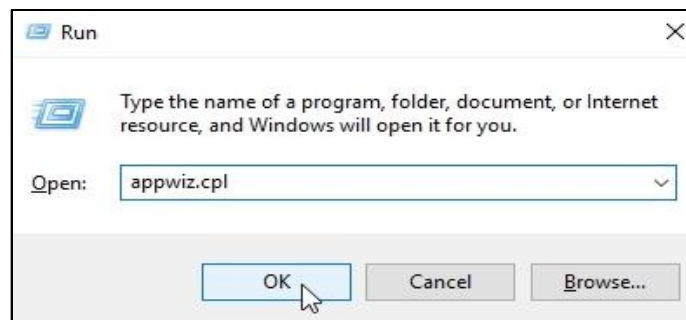 Run
Type the name of a program, folder, document, or Internet
resource, and Windows will open it for you.
Open: appwiz.cpl
OK Cancel Browse...